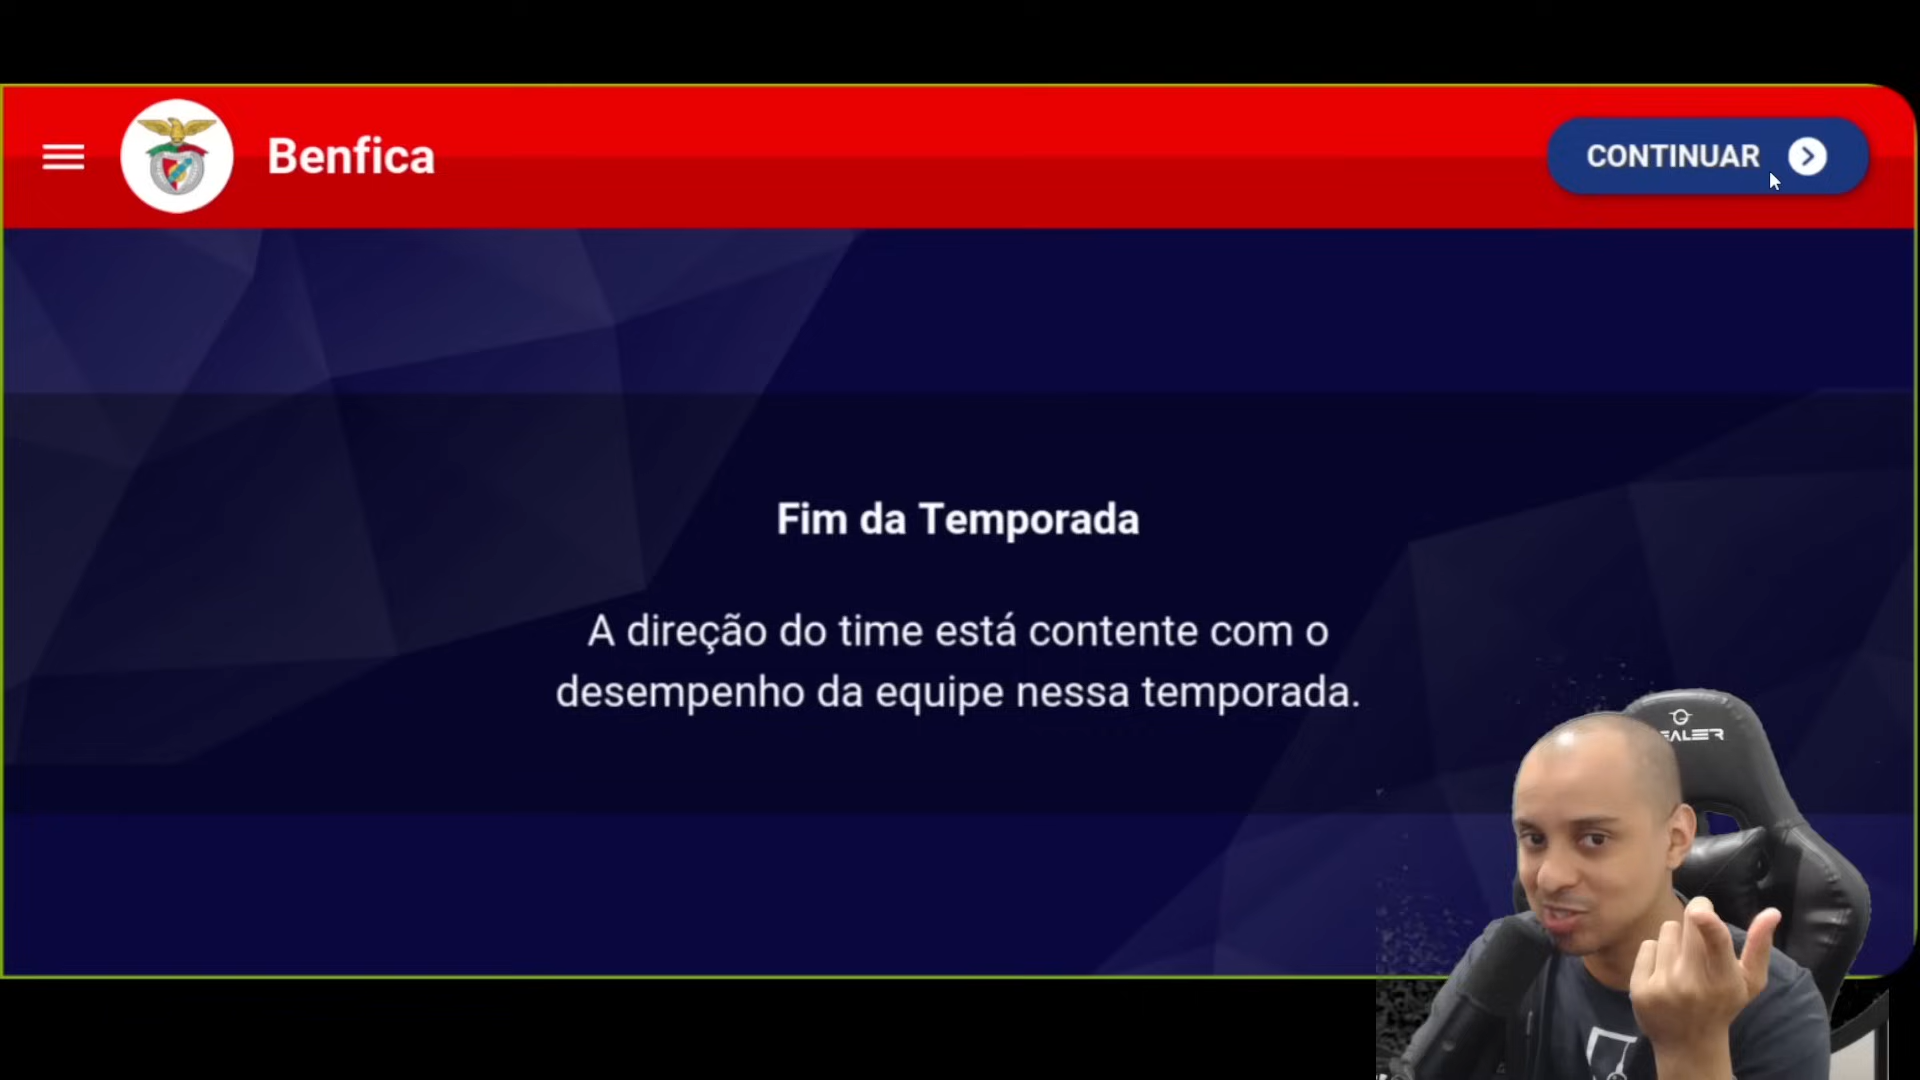 Benfica
CONTINUAR
Fim da Temporada
A direção do time está contente com o
desempenho da equipe nessa temporada.